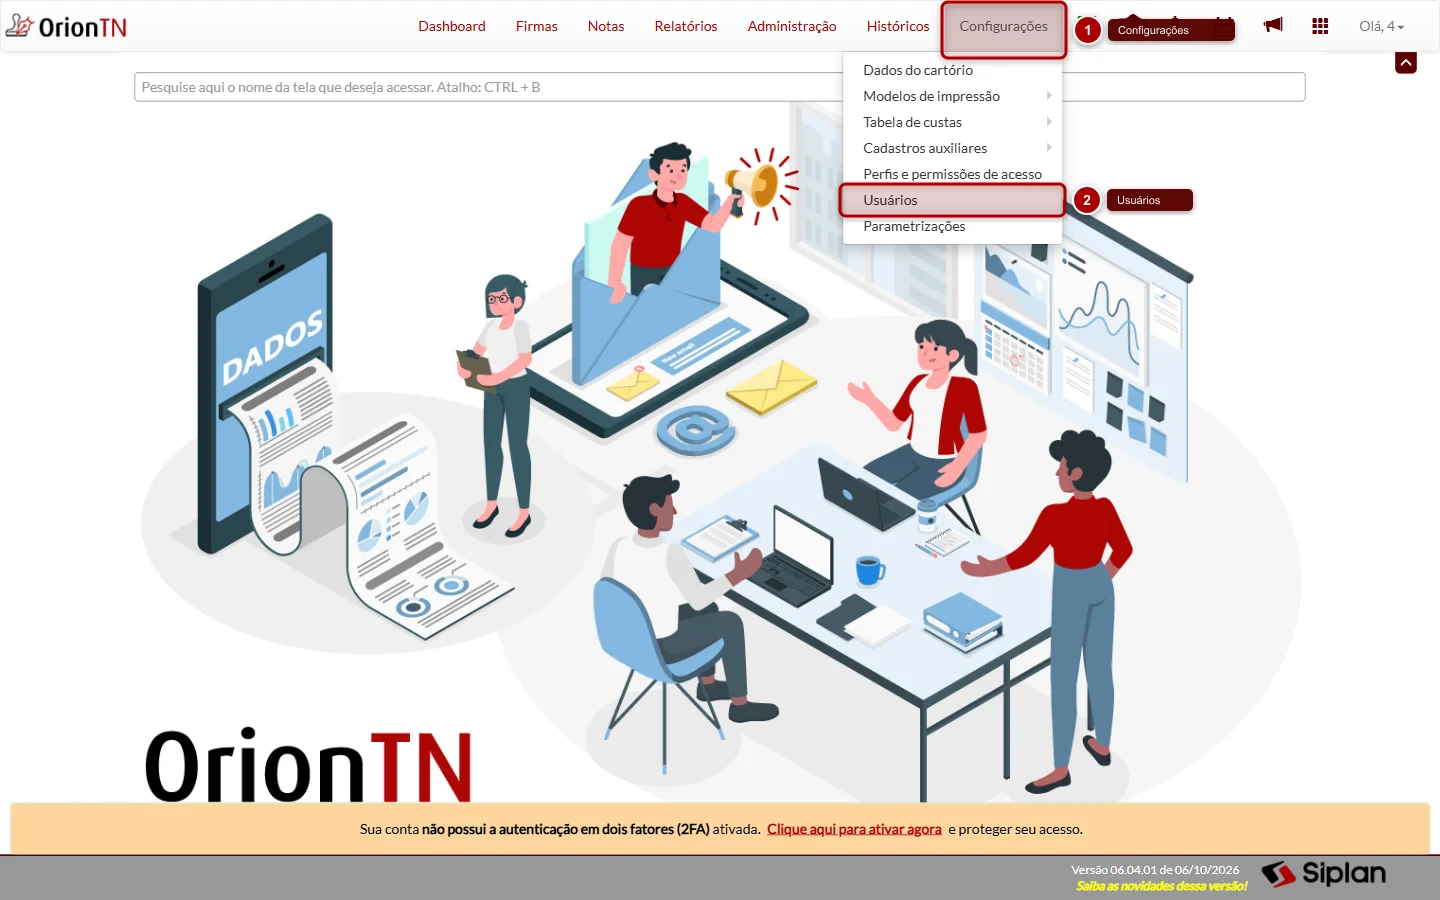 OrionTN
Dashboard
Firmas
Notas
Relatórios
Administração
Históricos
Configurações
1
Configurações
Olá, 4
Pesquise aqui o nome da tela que deseja acessar. Atalho: CTRL + B
Dados do cartório
Modelos de impressão
Tabela de custas
Cadastros auxiliares
Perfis e permissões de acesso
Usuários
2
Usuários
Parametrizações
DADOS
New email
@
OrionTN
Sua conta não possui a autenticação em dois fatores (2FA) ativada. Clique aqui para ativar agora e proteger seu acesso.
Versão 06.04.01 de 06/10/2026
Saiba as novidades dessa versão!
Siplan